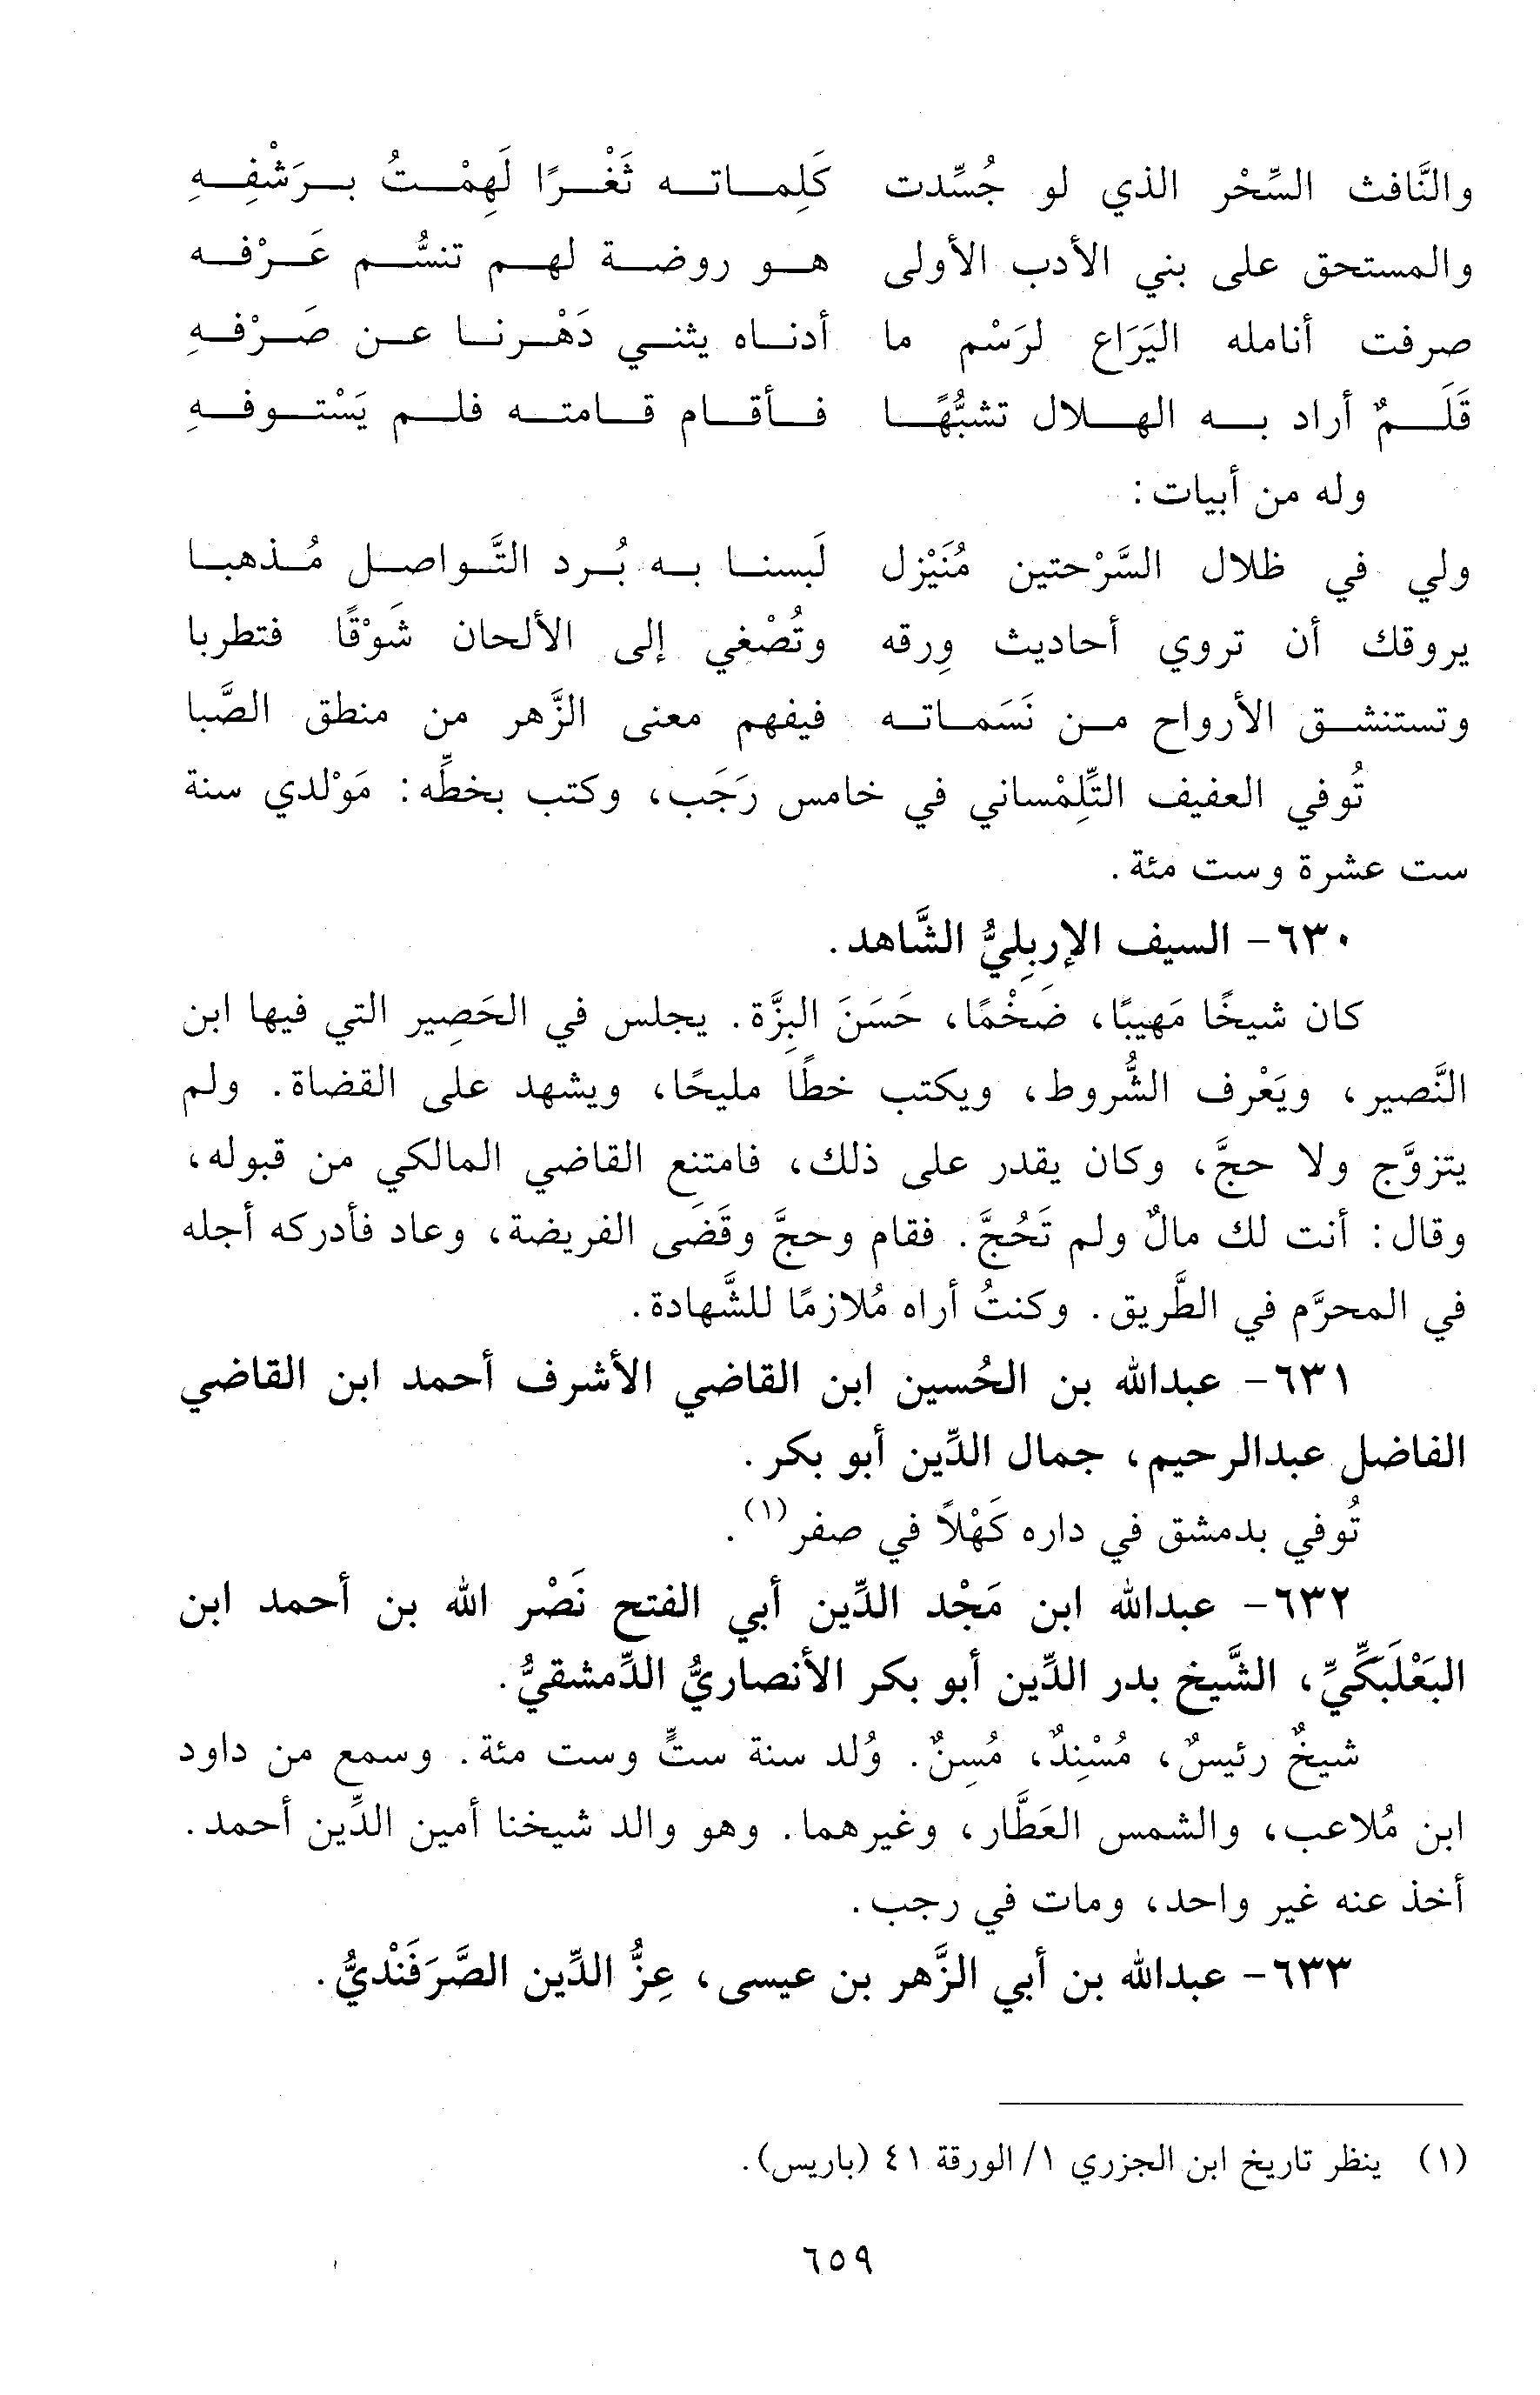 والنَّافث السِّحْر الذي لو جُسِّدت كَلِماته ثَغْرًا لَهِمْتُ برَشْفِهِ
والمستحق على بني الأدب الأولى هو روضة لهم تنسُّم عَرْفه
صرفت أنامله اليَرَاع لرَسْم ما أدناه يثني دَهْرنا عن صَرْفهِ
قَلَمٌ أراد به الهلال تشبُّهًا فأقام قامته فلم يَسْتوفهِ
وله من أبيات:
ولي في ظلال السَّرْحتين مُنَيْزل لَبسنا به بُرد التَّواصل مُذهبا
يروقك أن تروي أحاديث وِرقه وتُصْغي إلى الألحان شَوْقًا فتطربا
وتستنشق الأرواح من نَسَماته فيفهم معنى الزَّهر من منطق الصَّبا
تُوفي العفيف التِّلِمْساني في خامس رَجَب، وكتب بخطِّه: مَوْلدي سنة
ست عشرة وست مئة.
٦٣٠- السيف الإربِليُّ الشَّاهد.
كان شيخًا مَهيبًا، ضَخْمًا، حَسَنَ البِزَّة. يجلس في الحَصِير التي فيها ابن
النَّصير، ويَعْرف الشُّروط، ويكتب خطًا مليحًا، ويشهد على القضاة. ولم
يتزوَّج ولا حجَّ، وكان يقدر على ذلك، فامتنع القاضي المالكي من قبوله،
وقال: أنت لك مالٌ ولم تَحُجَّ. فقام وحجَّ وقَضَى الفريضة، وعاد فأدركه أجله
في المحرَّم في الطَّريق. وكنتُ أراه مُلازمًا للشَّهادة.
٦٣١- عبدالله بن الحُسين ابن القاضي الأشرف أحمد ابن القاضي
الفاضل عبدالرحيم، جمال الدِّين أبو بكر.
تُوفي بدمشق في داره كَهْلاً في صفر(١).
٦٣٢- عبدالله ابن مَجْد الدِّين أبي الفتح نَصْر الله بن أحمد ابن
البَعْلَبَكِّيِّ، الشَّيخ بدر الدِّين أبو بكر الأنصاريُّ الدِّمشقيُّ.
شيخٌ رئيسٌ، مُسْنِدٌ، مُسِنٌ. وُلد سنة ستٍّ وست مئة. وسمع من داود
ابن مُلاعب، والشمس العَطَّار، وغيرهما. وهو والد شيخنا أمين الدِّين أحمد.
أخذ عنه غير واحد، ومات في رجب.
٦٣٣- عبدالله بن أبي الزَّهر بن عيسى، عِزُّ الدِّين الصَّرَفَنْديُّ.
(١) ينظر تاريخ ابن الجزري ١/ الورقة ٤١ (باريس).
٦٥٩